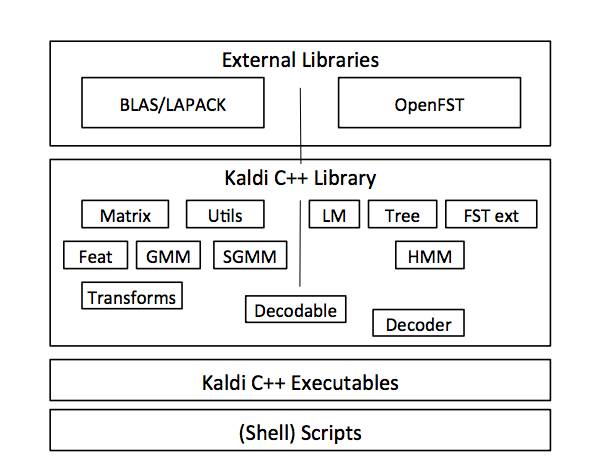 External Libraries
BLAS/LAPACK
OpenFST
Kaldi C++ Library
Matrix
Utils
LM
Tree
FST ext
Feat
GMM
SGMM
HMM
Transforms
Decodable
Decoder
Kaldi C++ Executables
(Shell) Scripts